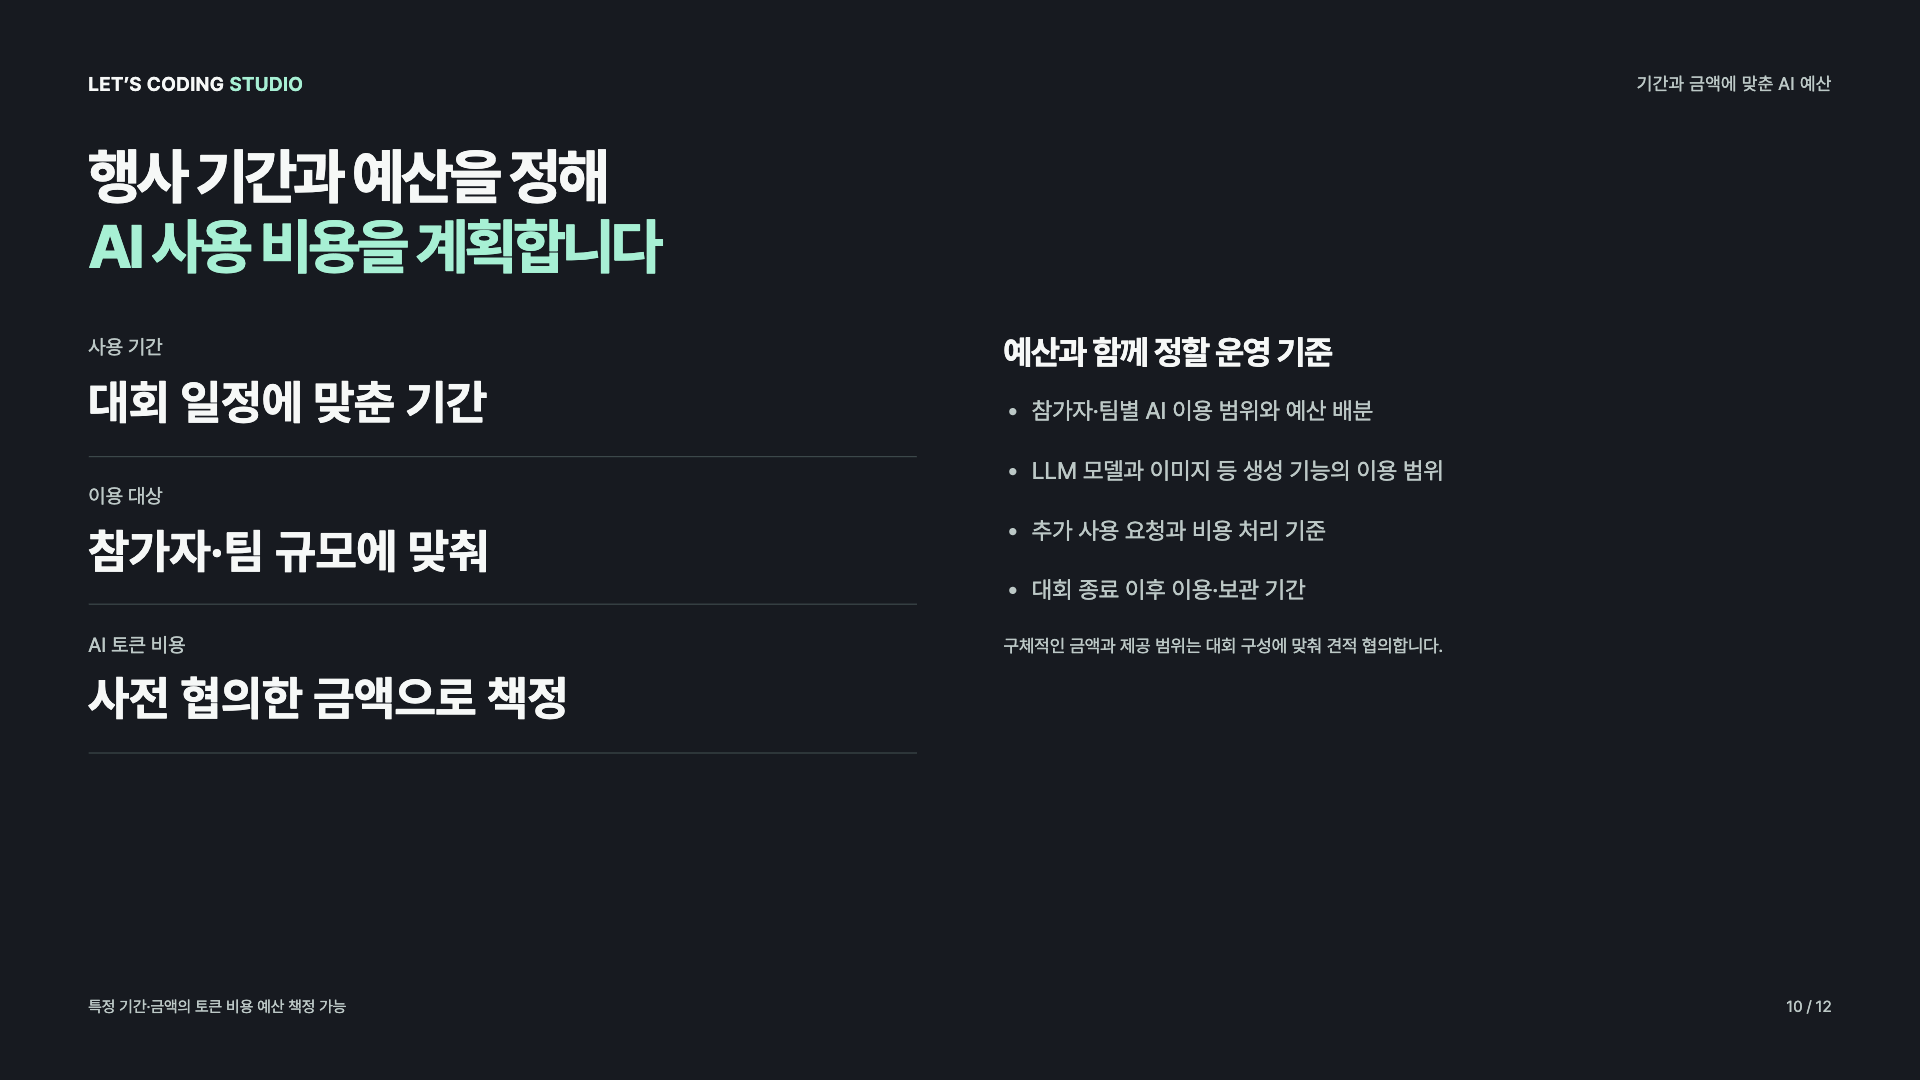 LET’S CODING STUDIO
기간과 금액에 맞춘 AI 예산
행사 기간과 예산을 정해
AI 사용 비용을 계획합니다
사용 기간
대회 일정에 맞춘 기간
이용 대상
참가자·팀 규모에 맞춰
AI 토큰 비용
사전 협의한 금액으로 책정
예산과 함께 정할 운영 기준
• 참가자·팀별 AI 이용 범위와 예산 배분
• LLM 모델과 이미지 등 생성 기능의 이용 범위
• 추가 사용 요청과 비용 처리 기준
• 대회 종료 이후 이용·보관 기간
구체적인 금액과 제공 범위는 대회 구성에 맞춰 견적 협의합니다.
특정 기간·금액의 토큰 비용 예산 책정 가능
10 / 12